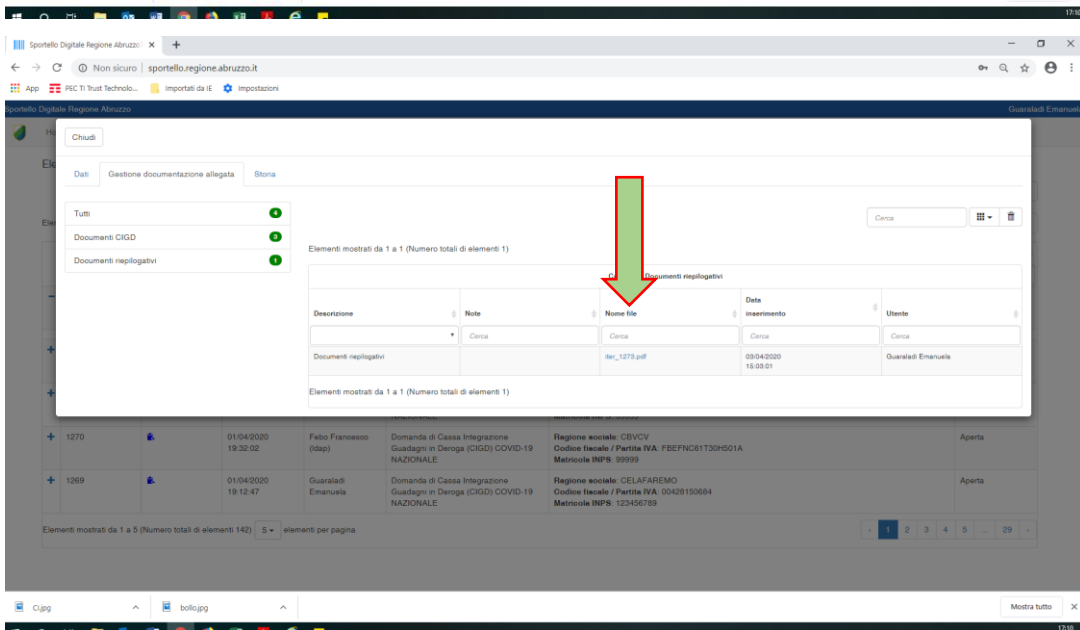 17:10
Sportello Digitale Regione Abruzzo
Non sicuro | sportello.regione.abruzzo.it
App PEC TI Trust Technolo... Importati da IE Impostazioni
Sportello Digitale Regione Abruzzo Guaraladi Emanuela
Chiudi
Dati Gestione documentazione allegata Storia
Tutti 4
Documenti CIGD 3
Documenti riepilogativi 1
Cerca
Elementi mostrati da 1 a 1 (Numero totali di elementi 1)
Documenti riepilogativi
Descrizione Note Nome file Data inserimento Utente
Cerca Cerca Cerca Cerca
Documenti riepilogativi iter_1273.pdf 03/04/2020 15:03:01 Guaraladi Emanuela
Elementi mostrati da 1 a 1 (Numero totali di elementi 1)
1270 01/04/2020 19:32:02 Febo Francesco (Idap) Domanda di Cassa Integrazione Guadagni in Deroga (CIGD) COVID-19 NAZIONALE Ragione sociale: CBVCV Codice fiscale / Partita IVA: FBEFNC61T30H501A Matricola INPS: 99999 Aperta
1269 01/04/2020 19:12:47 Guaraladi Emanuela Domanda di Cassa Integrazione Guadagni in Deroga (CIGD) COVID-19 NAZIONALE Ragione sociale: CELAFAREMO Codice fiscale / Partita IVA: 00428150684 Matricola INPS: 123456789 Aperta
Elementi mostrati da 1 a 5 (Numero totali di elementi 142) 5 elementi per pagina 1 2 3 4 5 ... 29
Ci.jpg bollo.jpg Mostra tutto
17:18